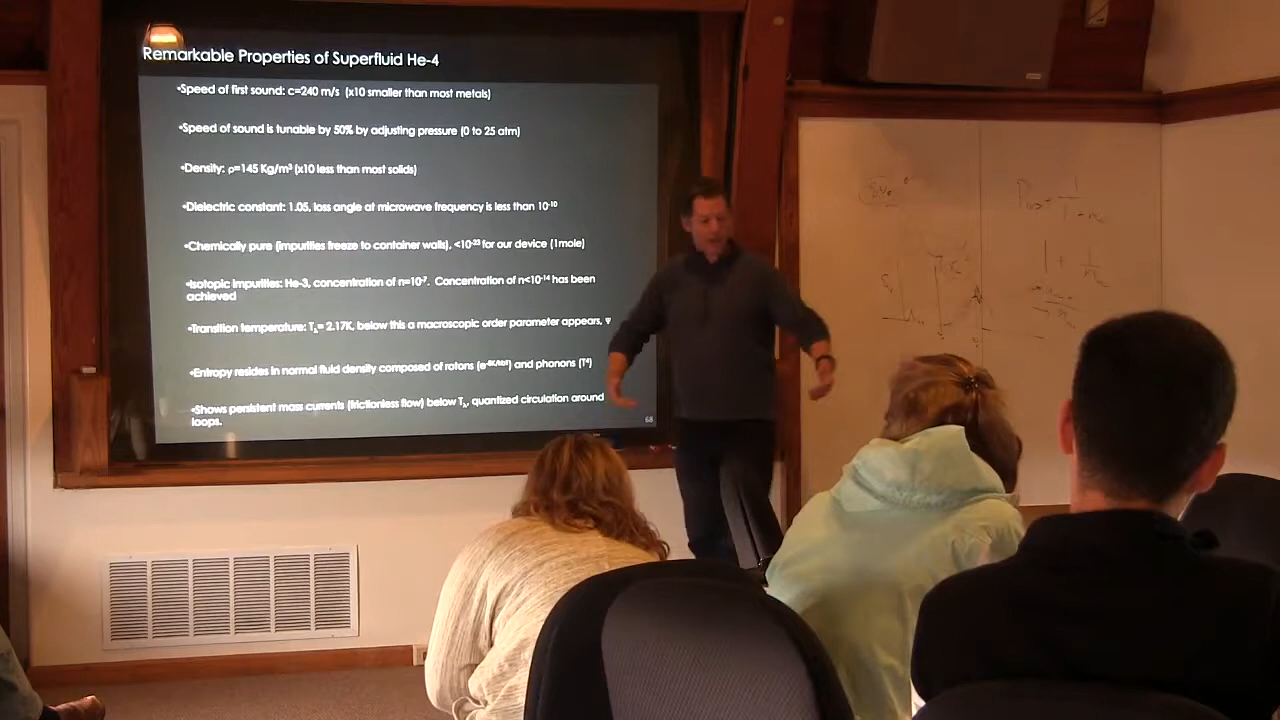 Remarkable Properties of Superfluid He-4
•Speed of first sound: c=240 m/s (x10 smaller than most metals)
•Speed of sound is tunable by 50% by adjusting pressure (0 to 25 atm)
•Density: ρ=145 Kg/m³ (x10 less than most solids)
•Dielectric constant: 1.05, loss angle at microwave frequency is less than 10⁻¹⁰
•Chemically pure (impurities freeze to container walls), <10⁻²³ for our device (1mole)
•Isotopic impurities: He-3, concentration of n=10⁻⁷. Concentration of n<10⁻¹⁴ has been
achieved
•Transition temperature: Tλ= 2.17K, below this a macroscopic order parameter appears, Ψ
•Entropy resides in normal fluid density composed of rotons and phonons (T⁴)
•Shows persistent mass currents (frictionless flow) below Tλ, quantized circulation around
loops.
68